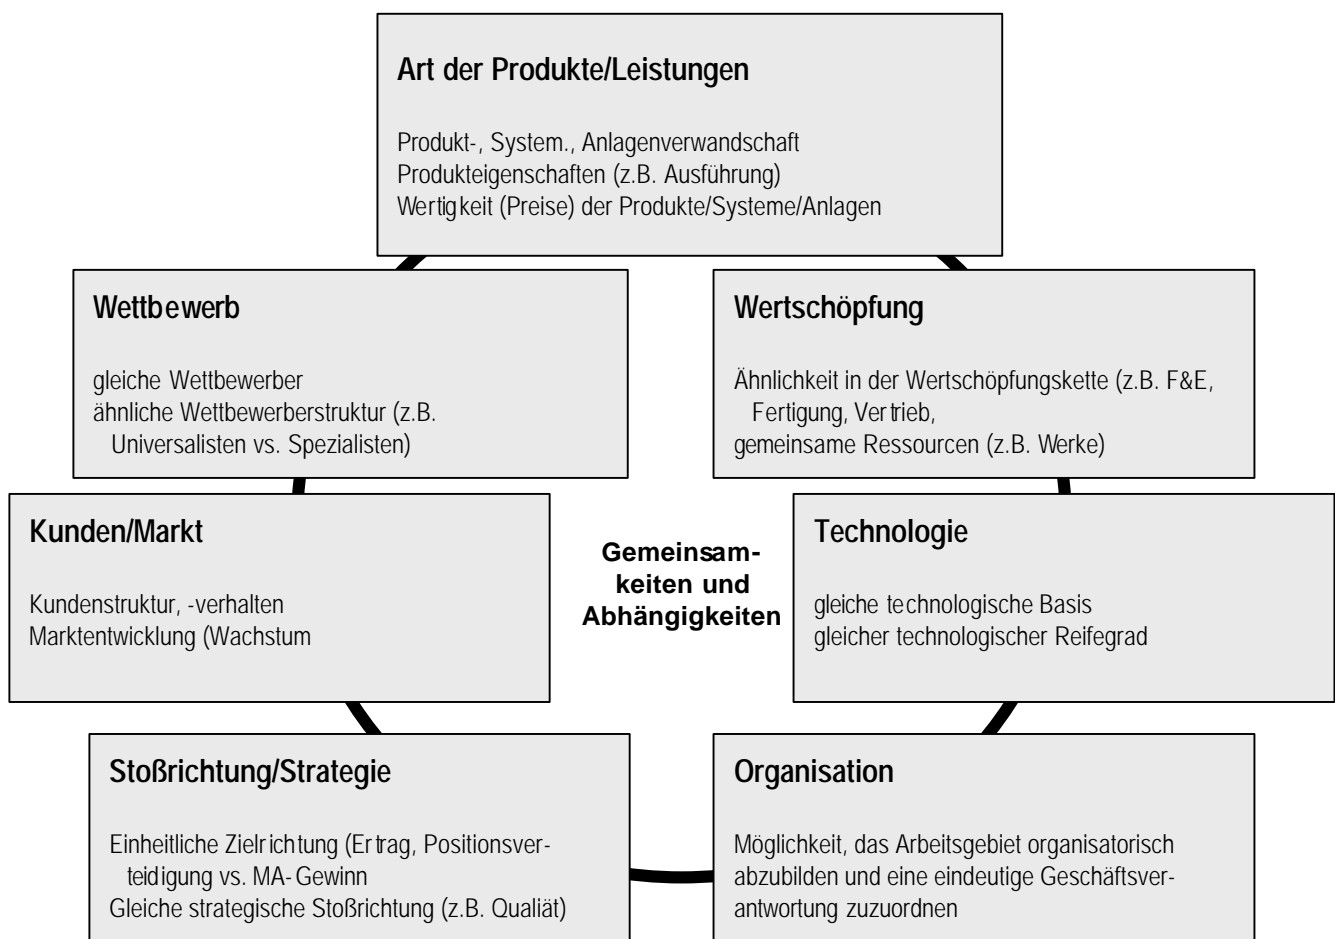 Art der Produkte/Leistungen
Produkt-, System., Anlagenverwandschaft
Produkteigenschaften (z.B. Ausführung)
Wertigkeit (Preise) der Produkte/Systeme/Anlagen
Wettbewerb
gleiche Wettbewerber
ähnliche Wettbewerberstruktur (z.B.
Universalisten vs. Spezialisten)
Wertschöpfung
Ähnlichkeit in der Wertschöpfungskette (z.B. F&E,
Fertigung, Vertrieb,
gemeinsame Ressourcen (z.B. Werke)
Kunden/Markt
Kundenstruktur, -verhalten
Marktentwicklung (Wachstum
Gemeinsam-
keiten und
Abhängigkeiten
Technologie
gleiche technologische Basis
gleicher technologischer Reifegrad
Stoßrichtung/Strategie
Einheitliche Zielrichtung (Ertrag, Positionsver-
teidigung vs. MA-Gewinn
Gleiche strategische Stoßrichtung (z.B. Qualiät)
Organisation
Möglichkeit, das Arbeitsgebiet organisatorisch
abzubilden und eine eindeutige Geschäftsver-
antwortung zuzuordnen